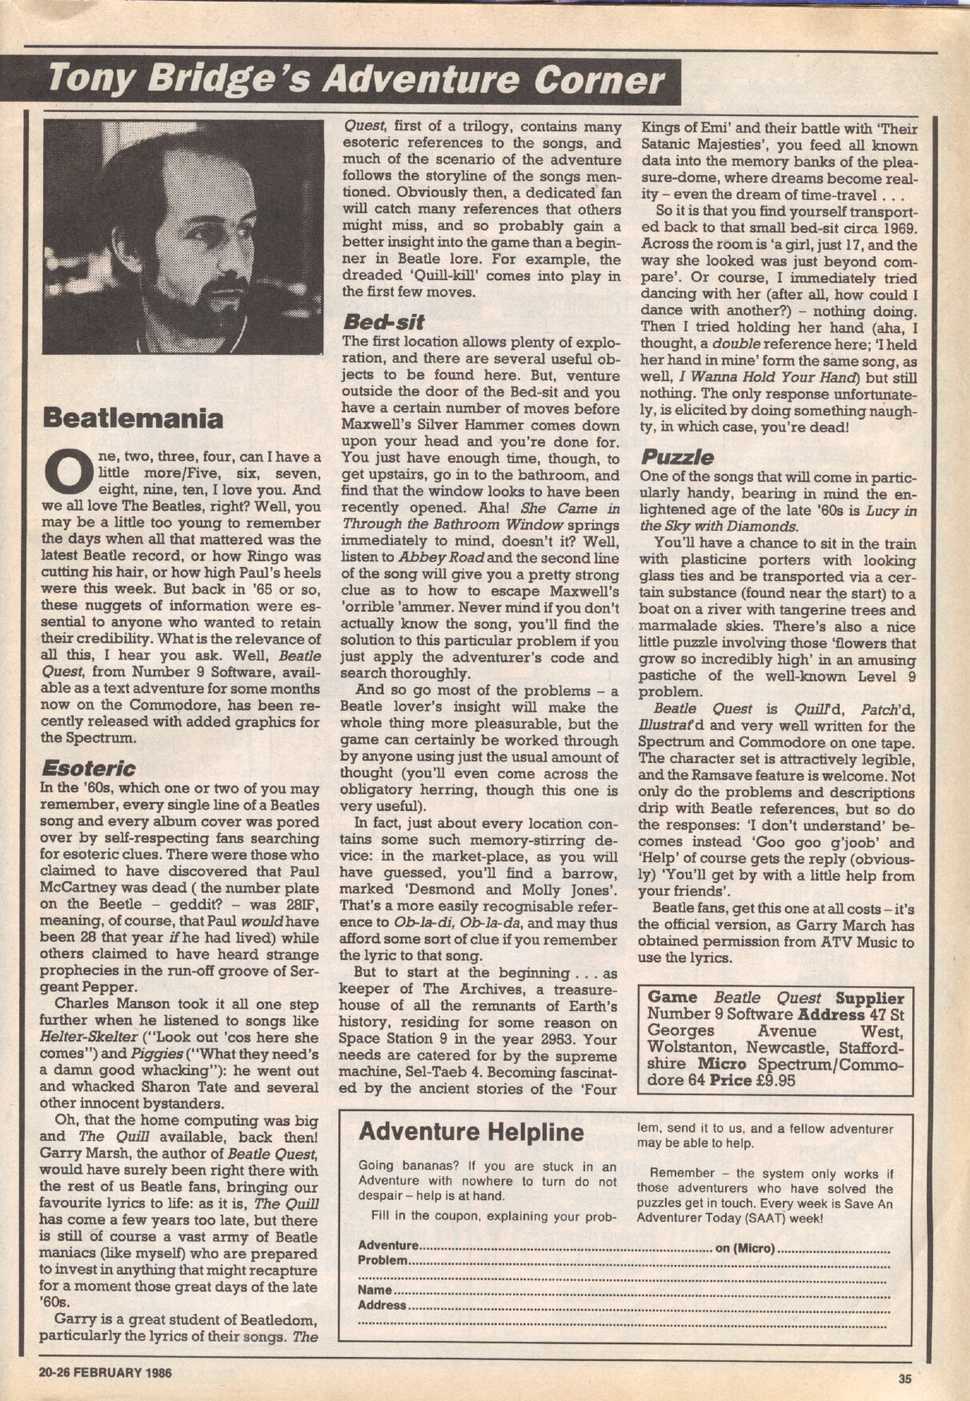 Tony Bridge's Adventure Corner
Beatlemania
One, two, three, four, can I have a
little more/Five, six, seven,
eight, nine, ten, I love you. And
we all love The Beatles, right? Well, you
may be a little too young to remember
the days when all that mattered was the
latest Beatle record, or how Ringo was
cutting his hair, or how high Paul's heels
were this week. But back in '65 or so,
these nuggets of information were es-
sential to anyone who wanted to retain
their credibility. What is the relevance of
all this, I hear you ask. Well, Beatle
Quest, from Number 9 Software, avail-
able as a text adventure for some months
now on the Commodore, has been re-
cently released with added graphics for
the Spectrum.
Esoteric
In the '60s, which one or two of you may
remember, every single line of a Beatles
song and every album cover was pored
over by self-respecting fans searching
for esoteric clues. There were those who
claimed to have discovered that Paul
McCartney was dead ( the number plate
on the Beetle – geddit? – was 28IF,
meaning, of course, that Paul would have
been 28 that year if he had lived) while
others claimed to have heard strange
prophecies in the run-off groove of Ser-
geant Pepper.
Charles Manson took it all one step
further when he listened to songs like
Helter-Skelter ("Look out 'cos here she
comes") and Piggies ("What they need's
a damn good whacking"): he went out
and whacked Sharon Tate and several
other innocent bystanders.
Oh, that the home computing was big
and The Quill available, back then!
Garry Marsh, the author of Beatle Quest,
would have surely been right there with
the rest of us Beatle fans, bringing our
favourite lyrics to life: as it is, The Quill
has come a few years too late, but there
is still of course a vast army of Beatle
maniacs (like myself) who are prepared
to invest in anything that might recapture
for a moment those great days of the late
'60s.
Garry is a great student of Beatledom,
particularly the lyrics of their songs. The
Quest, first of a trilogy, contains many
esoteric references to the songs, and
much of the scenario of the adventure
follows the storyline of the songs men-
tioned. Obviously then, a dedicated fan
will catch many references that others
might miss, and so probably gain a
better insight into the game than a begin-
ner in Beatle lore. For example, the
dreaded 'Quill-kill' comes into play in
the first few moves.
Bed-sit
The first location allows plenty of explo-
ration, and there are several useful ob-
jects to be found here. But, venture
outside the door of the Bed-sit and you
have a certain number of moves before
Maxwell's Silver Hammer comes down
upon your head and you're done for.
You just have enough time, though, to
get upstairs, go in to the bathroom, and
find that the window looks to have been
recently opened. Aha! She Came in
Through the Bathroom Window springs
immediately to mind, doesn't it? Well,
listen to Abbey Road and the second line
of the song will give you a pretty strong
clue as to how to escape Maxwell's
'orrible 'ammer. Never mind if you don't
actually know the song, you'll find the
solution to this particular problem if you
just apply the adventurer's code and
search thoroughly.
And so go most of the problems – a
Beatle lover's insight will make the
whole thing more pleasurable, but the
game can certainly be worked through
by anyone using just the usual amount of
thought (you'll even come across the
obligatory herring, though this one is
very useful).
In fact, just about every location con-
tains some such memory-stirring de-
vice: in the market-place, as you will
have guessed, you'll find a barrow,
marked 'Desmond and Molly Jones'.
That's a more easily recognisable refer-
ence to Ob-la-di, Ob-la-da, and may thus
afford some sort of clue if you remember
the lyric to that song.
But to start at the beginning . . . as
keeper of The Archives, a treasure-
house of all the remnants of Earth's
history, residing for some reason on
Space Station 9 in the year 2953. Your
needs are catered for by the supreme
machine, Sel-Taeb 4. Becoming fascinat-
ed by the ancient stories of the 'Four
Kings of Emi' and their battle with 'Their
Satanic Majesties', you feed all known
data into the memory banks of the plea-
sure-dome, where dreams become real-
ity – even the dream of time-travel . . .
So it is that you find yourself transport-
ed back to that small bed-sit circa 1969.
Across the room is 'a girl, just 17, and the
way she looked was just beyond com-
pare'. Or course, I immediately tried
dancing with her (after all, how could I
dance with another?) – nothing doing.
Then I tried holding her hand (aha, I
thought, a double reference here; 'I held
her hand in mine' form the same song, as
well, I Wanna Hold Your Hand) but still
nothing. The only response unfortunate-
ly, is elicited by doing something naugh-
ty, in which case, you're dead!
Puzzle
One of the songs that will come in partic-
ularly handy, bearing in mind the en-
lightened age of the late '60s is Lucy in
the Sky with Diamonds.
You'll have a chance to sit in the train
with plasticine porters with looking
glass ties and be transported via a cer-
tain substance (found near the start) to a
boat on a river with tangerine trees and
marmalade skies. There's also a nice
little puzzle involving those 'flowers that
grow so incredibly high' in an amusing
pastiche of the well-known Level 9
problem.
Beatle Quest is Quill'd, Patch'd,
Illustrat'd and very well written for the
Spectrum and Commodore on one tape.
The character set is attractively legible,
and the Ramsave feature is welcome. Not
only do the problems and descriptions
drip with Beatle references, but so do
the responses: 'I don't understand' be-
comes instead 'Goo goo g'joob' and
'Help' of course gets the reply (obvious-
ly) 'You'll get by with a little help from
your friends'.
Beatle fans, get this one at all costs – it's
the official version, as Garry March has
obtained permission from ATV Music to
use the lyrics.
Game Beatle Quest Supplier
Number 9 Software Address 47 St
Georges Avenue West,
Wolstanton, Newcastle, Stafford-
shire Micro Spectrum/Commo-
dore 64 Price £9.95
Adventure Helpline
Going bananas? If you are stuck in an
Adventure with nowhere to turn do not
despair – help is at hand.
Fill in the coupon, explaining your prob-
lem, send it to us, and a fellow adventurer
may be able to help.
Remember – the system only works if
those adventurers who have solved the
puzzles get in touch. Every week is Save An
Adventurer Today (SAAT) week!
Adventure.......... on (Micro)..........
Problem..........
Name..........
Address..........
20-26 FEBRUARY 1986
35